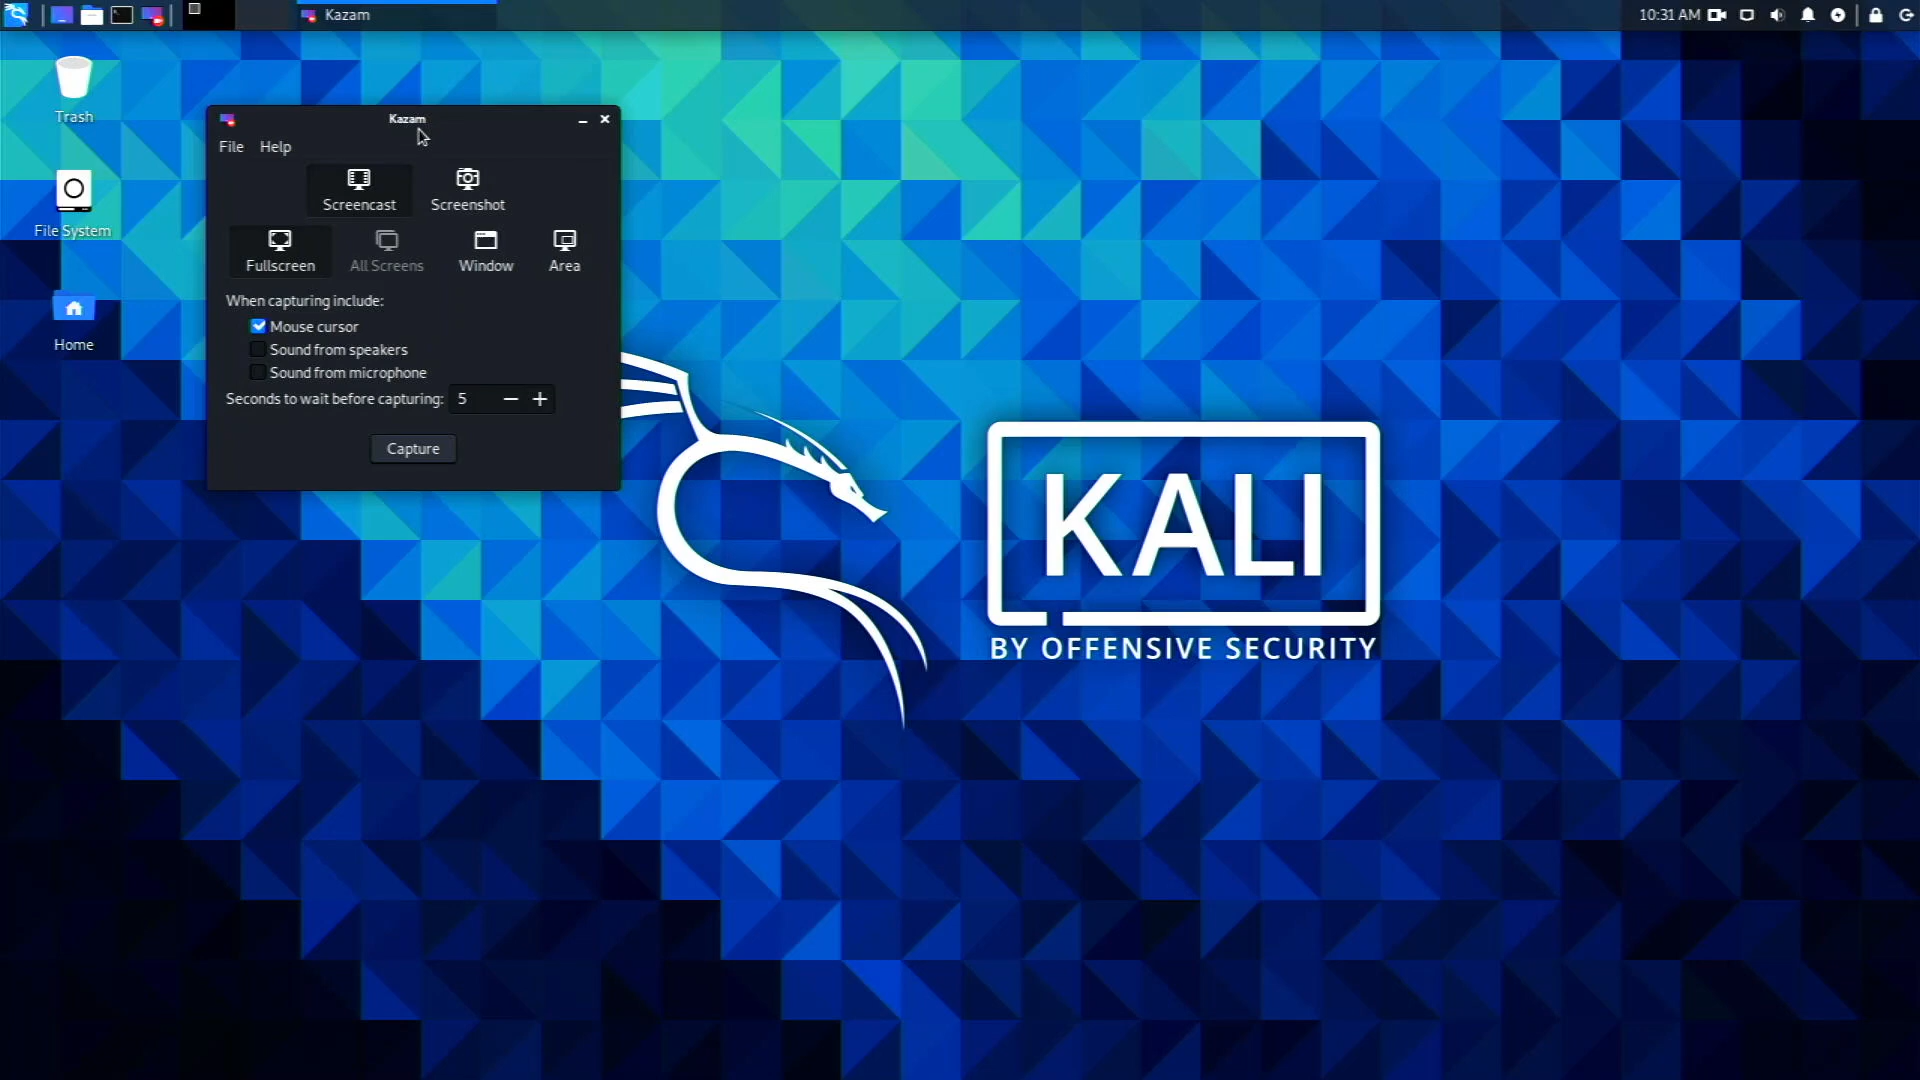 Kazam
10:31 AM
Trash
File System
Home
Kazam
File Help
Screencast Screenshot
Fullscreen All Screens Window Area
When capturing include:
Mouse cursor
Sound from speakers
Sound from microphone
Seconds to wait before capturing: 5
Capture
KALI
BY OFFENSIVE SECURITY